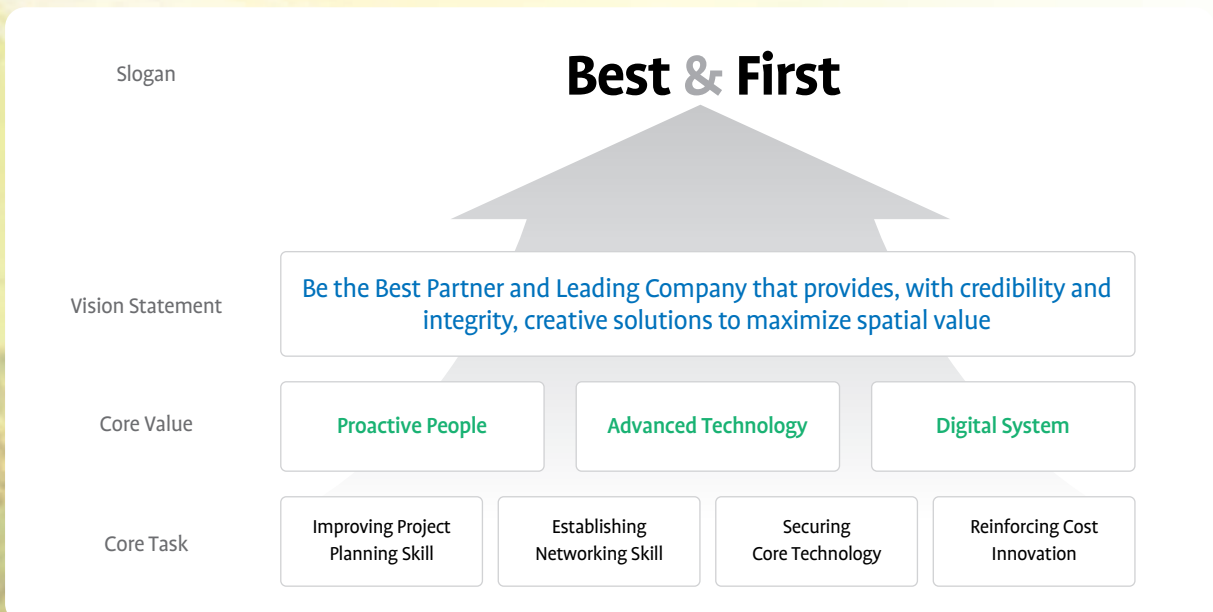 Slogan
Best & First
Vision Statement
Be the Best Partner and Leading Company that provides, with credibility and
integrity, creative solutions to maximize spatial value
Core Value
Proactive People
Advanced Technology
Digital System
Core Task
Improving Project
Planning Skill
Establishing
Networking Skill
Securing
Core Technology
Reinforcing Cost
Innovation